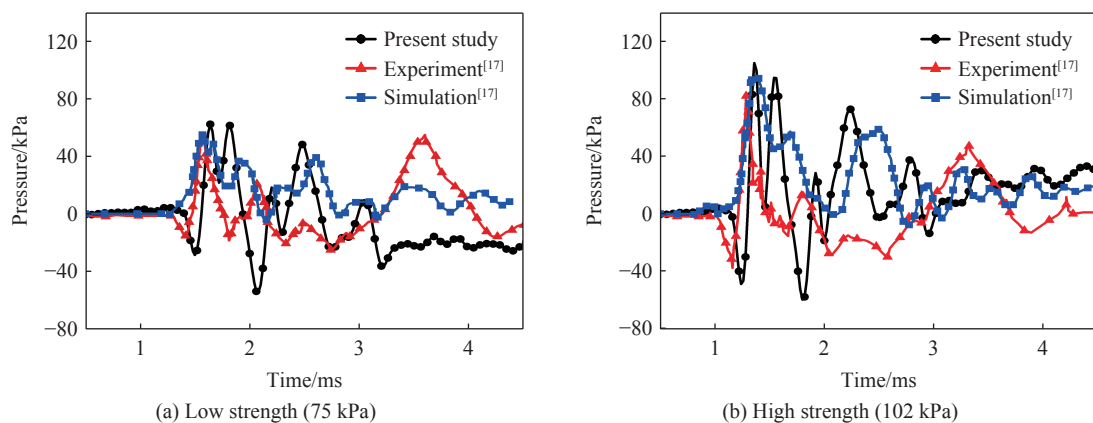 120
80
40
0
−40
−80
Pressure/kPa
Present study
Experiment[17]
Simulation[17]
1
2
3
4
Time/ms
(a) Low strength (75 kPa)
120
80
40
0
−40
−80
Pressure/kPa
Present study
Experiment[17]
Simulation[17]
1
2
3
4
Time/ms
(b) High strength (102 kPa)